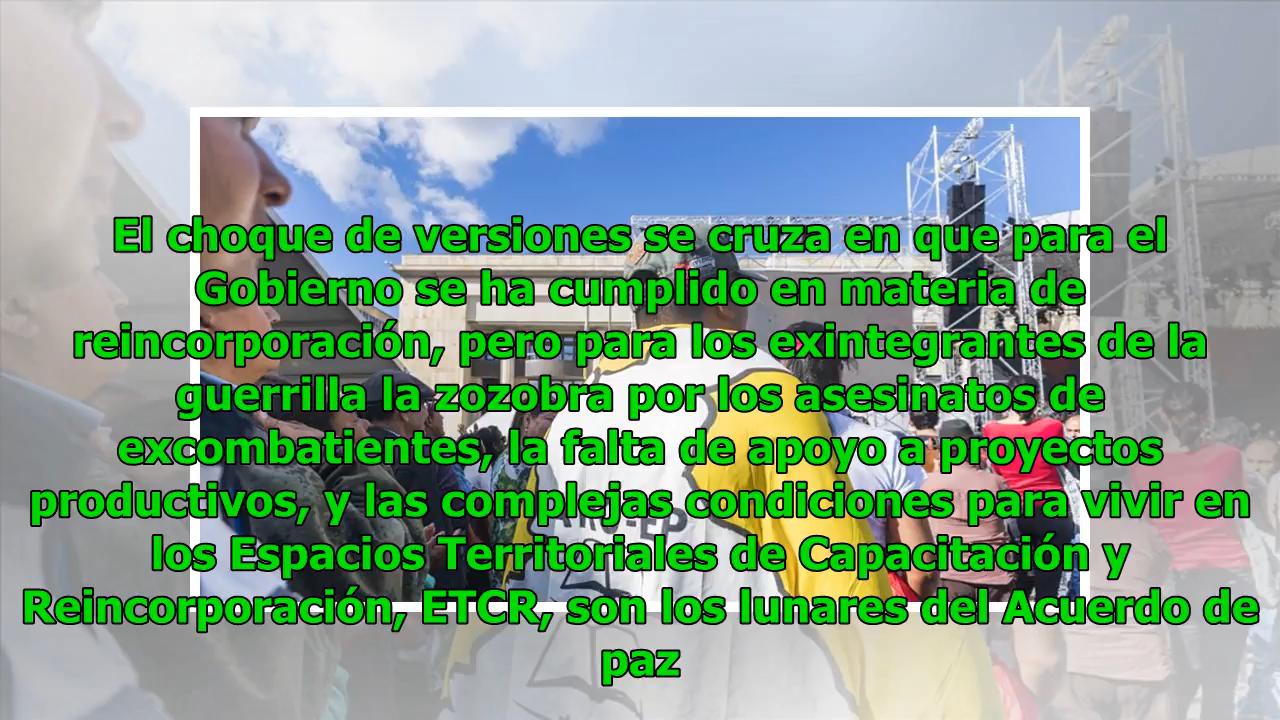 El choque de versiones se cruza en que para el
Gobierno se ha cumplido en materia de
reincorporación, pero para los exintegrantes de la
guerrilla la zozobra por los asesinatos de
excombatientes, la falta de apoyo a proyectos
productivos, y las complejas condiciones para vivir en
los Espacios Territoriales de Capacitación y
Reincorporación, ETCR, son los lunares del Acuerdo de
paz